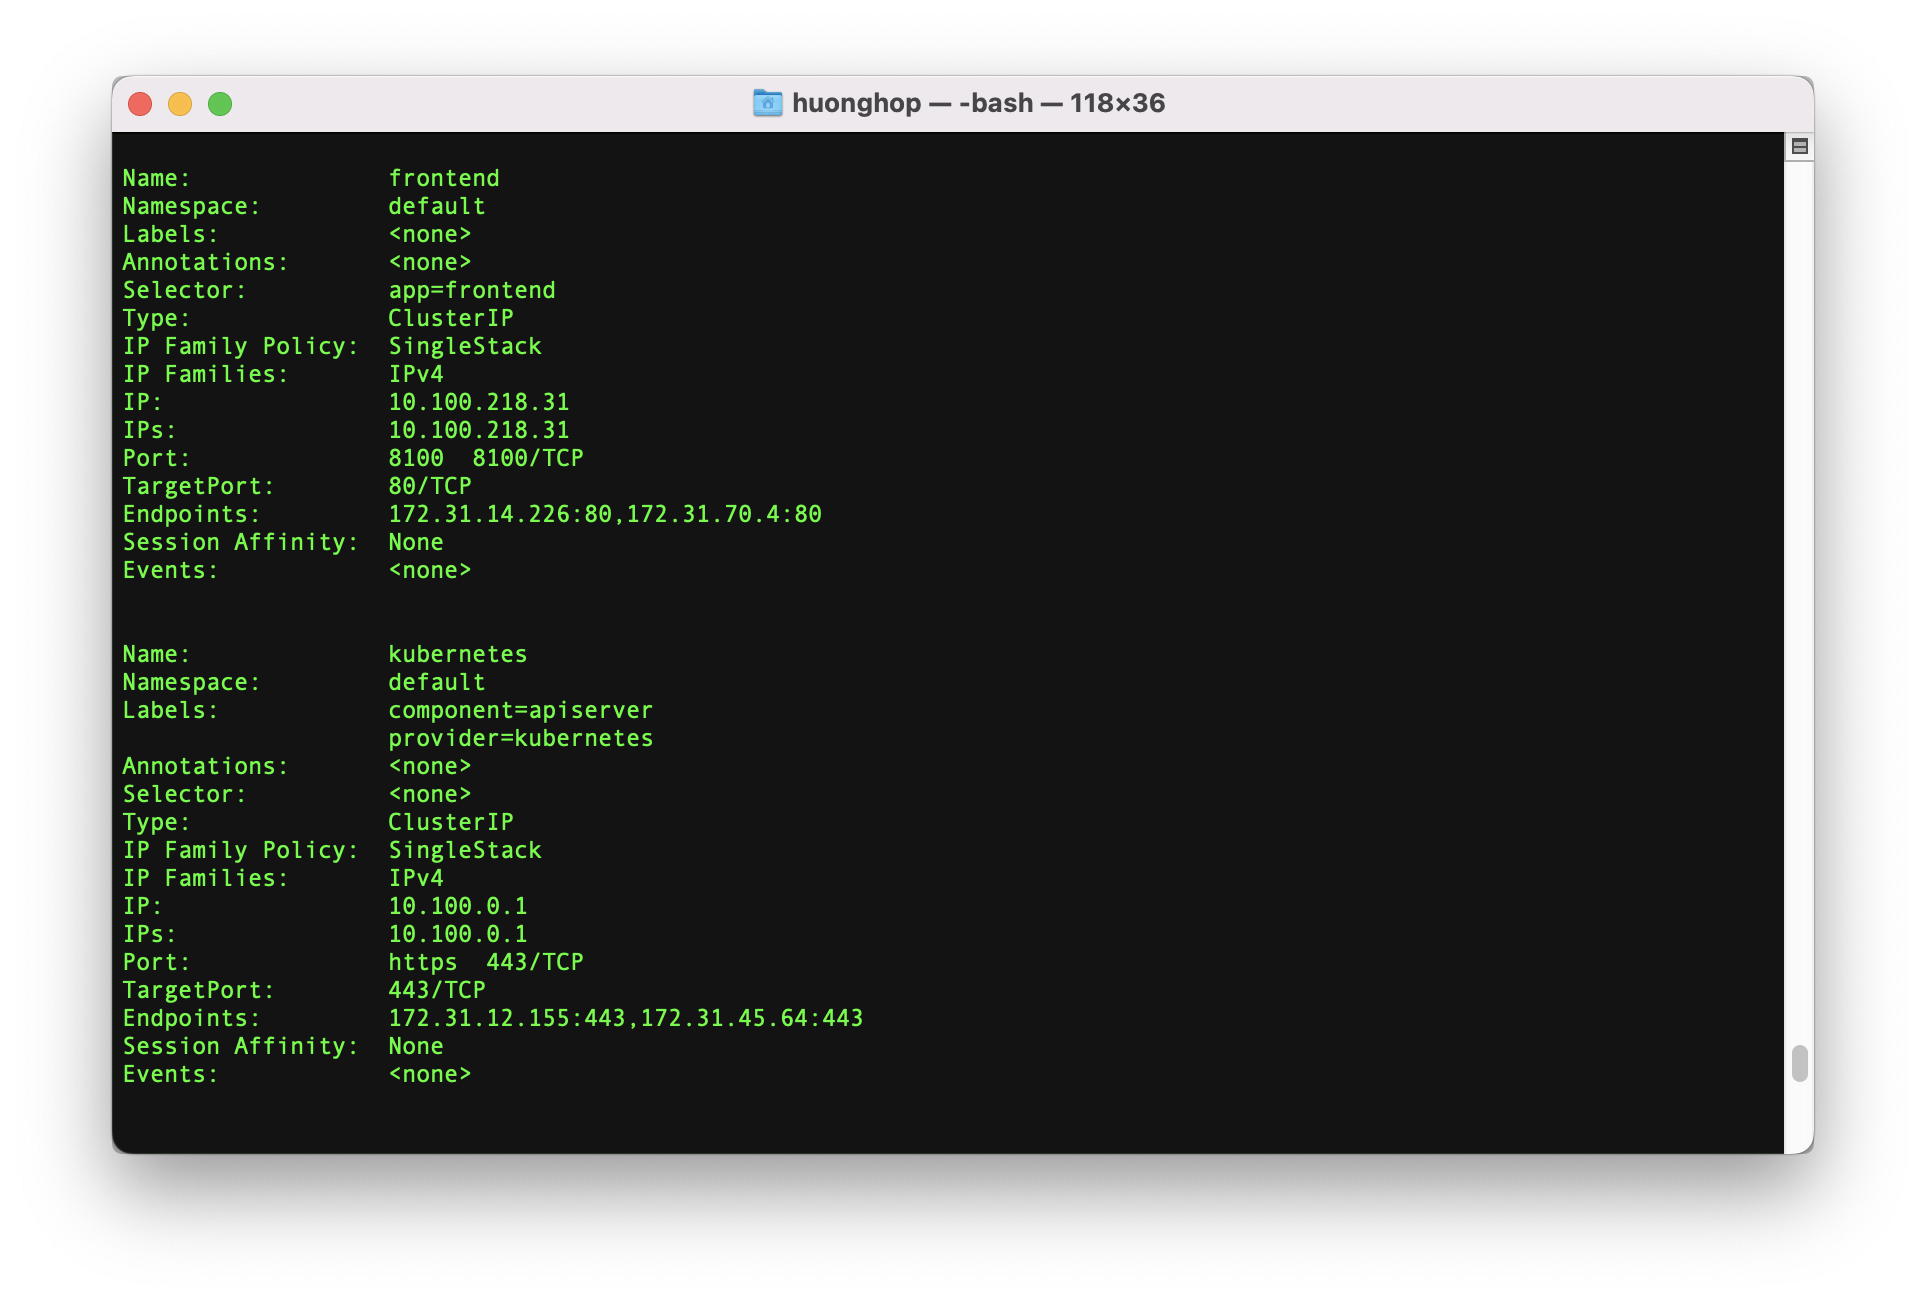 huonghop — -bash — 118×36
Name:              frontend
Namespace:         default
Labels:            <none>
Annotations:       <none>
Selector:          app=frontend
Type:              ClusterIP
IP Family Policy:  SingleStack
IP Families:       IPv4
IP:                10.100.218.31
IPs:               10.100.218.31
Port:              8100  8100/TCP
TargetPort:        80/TCP
Endpoints:         172.31.14.226:80,172.31.70.4:80
Session Affinity:  None
Events:            <none>
Name:              kubernetes
Namespace:         default
Labels:            component=apiserver
                   provider=kubernetes
Annotations:       <none>
Selector:          <none>
Type:              ClusterIP
IP Family Policy:  SingleStack
IP Families:       IPv4
IP:                10.100.0.1
IPs:               10.100.0.1
Port:              https  443/TCP
TargetPort:        443/TCP
Endpoints:         172.31.12.155:443,172.31.45.64:443
Session Affinity:  None
Events:            <none>